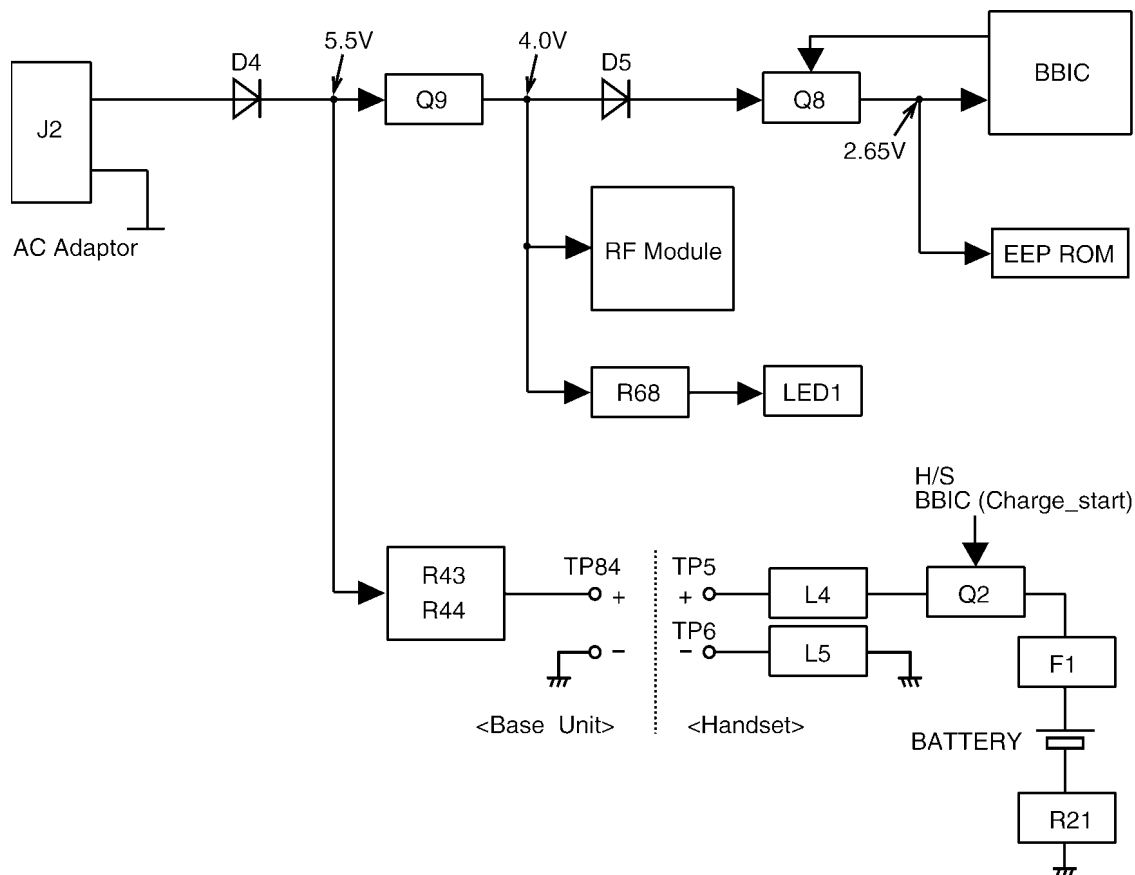 5.5V
4.0V
D4
D5
J2
Q9
Q8
BBIC
2.65V
AC Adaptor
RF Module
EEP ROM
R68
LED1
H/S
BBIC (Charge_start)
R43
R44
TP84
+
−
TP5
+
TP6
−
L4
L5
Q2
F1
<Base Unit>
<Handset>
BATTERY
R21